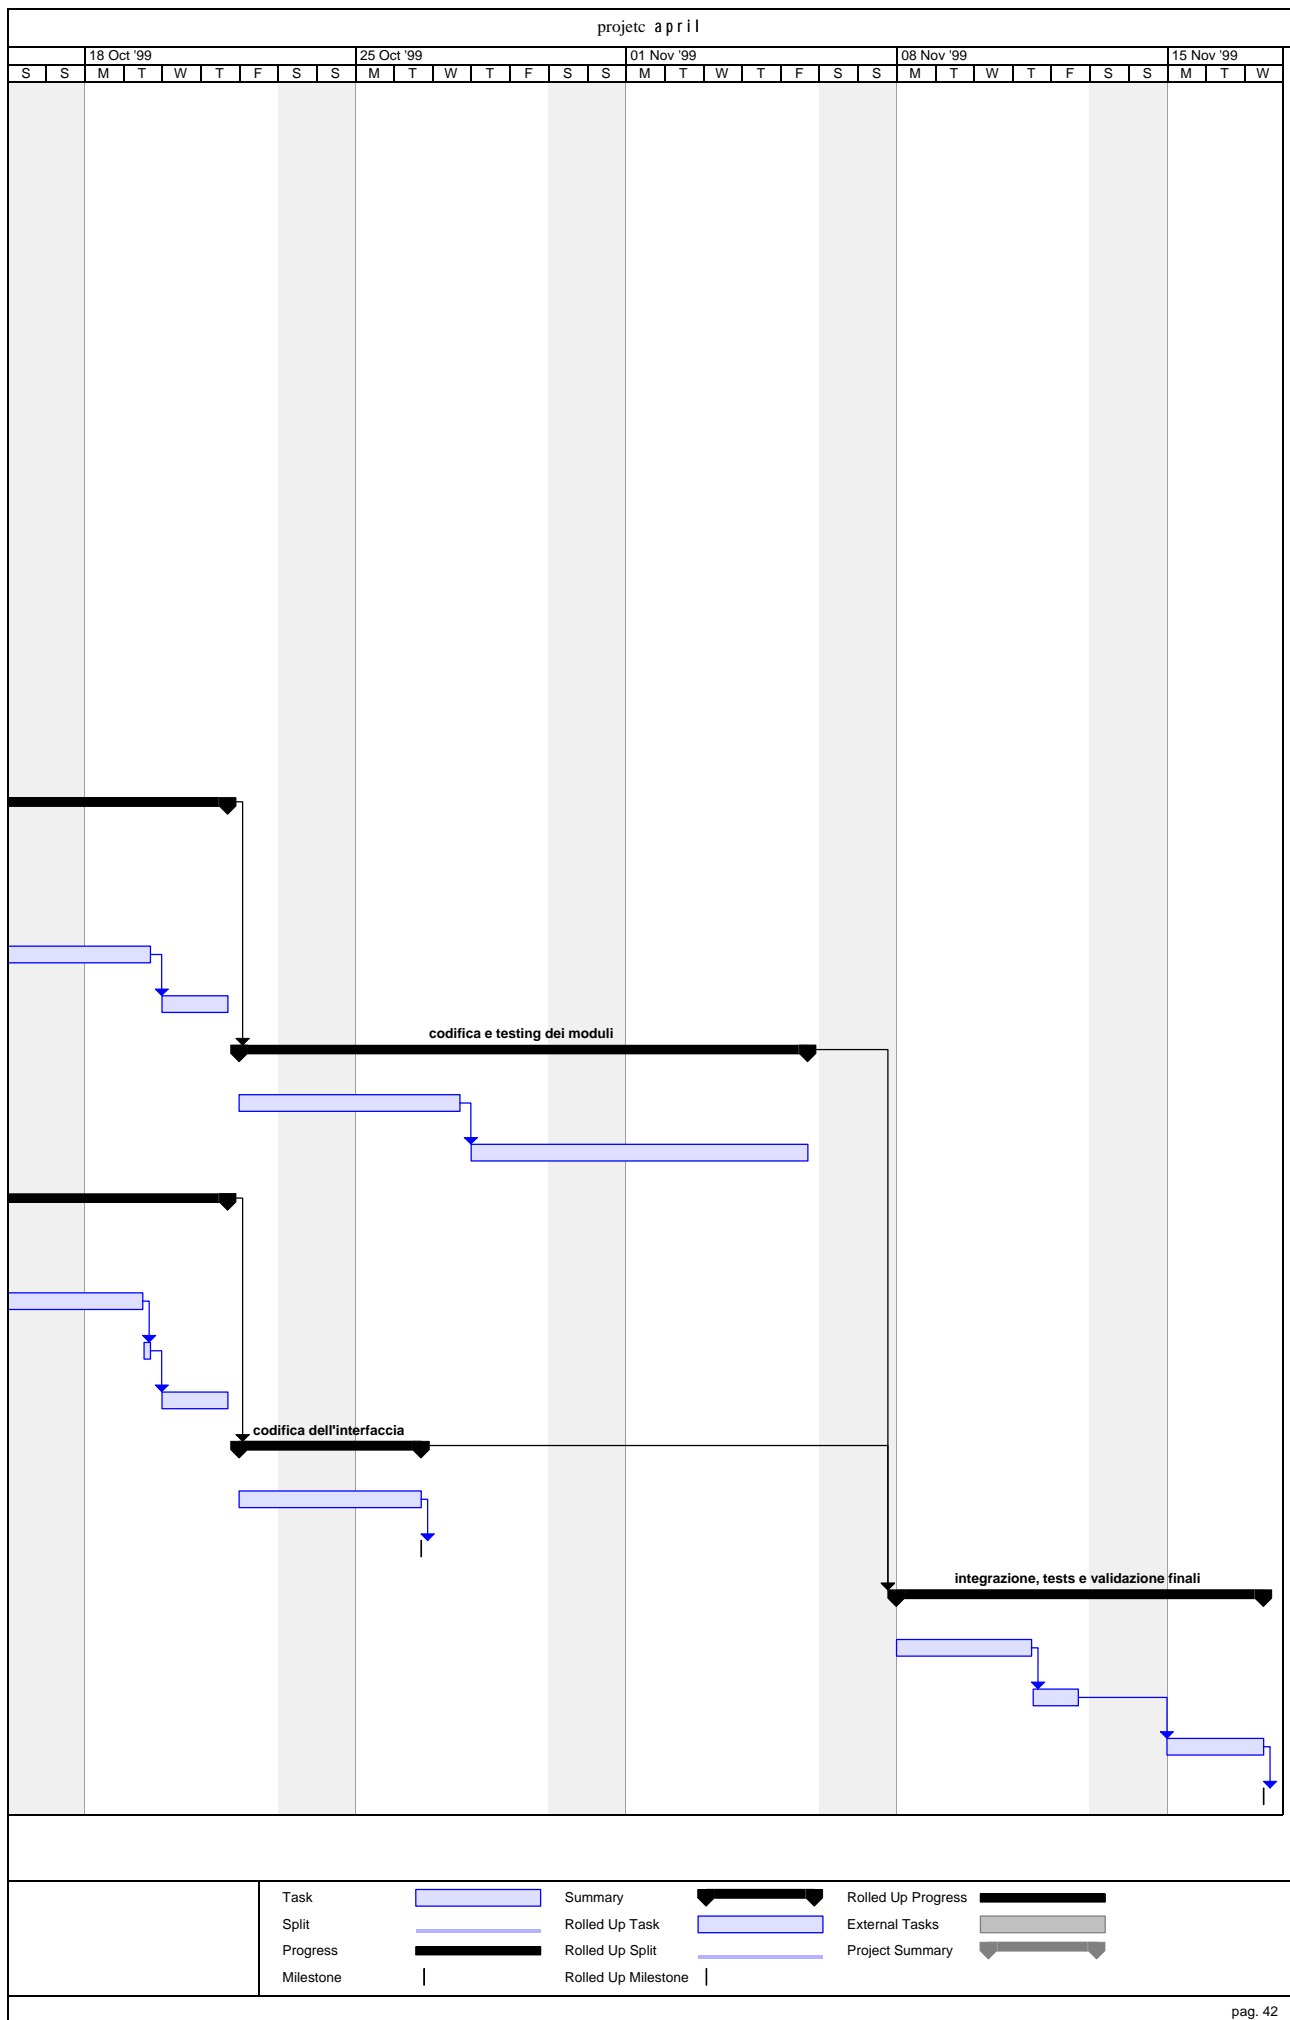 projetc april
18 Oct '99 25 Oct '99 01 Nov '99 08 Nov '99 15 Nov '99
S S M T W T F S S M T W T F S S M T W T F S S M T W T F S S M T W
codifica e testing dei moduli
codifica dell'interfaccia
integrazione, tests e validazione finali
Task Summary Rolled Up Progress
Split Rolled Up Task External Tasks
Progress Rolled Up Split Project Summary
Milestone Rolled Up Milestone
pag. 42